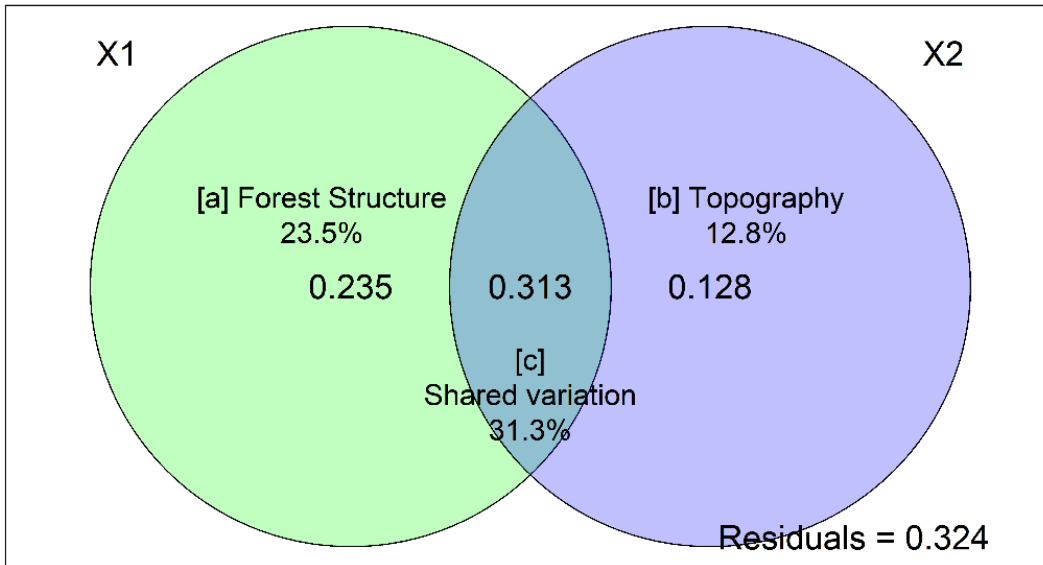 X1
X2
[a] Forest Structure
23.5%
[b] Topography
12.8%
0.235
0.313
0.128
[c]
Shared variation
31.3%
Residuals = 0.324